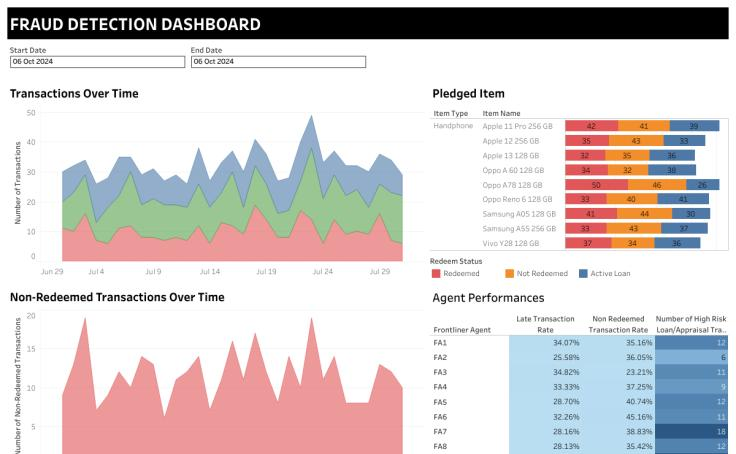 FRAUD DETECTION DASHBOARD
Start Date
End Date
06 Oct 2024
06 Oct 2024
Transactions Over Time
Number of Transactions
50
40
30
20
10
0
Jun 29
Jul 4
Jul 9
Jul 14
Jul 19
Jul 24
Jul 29
Pledged Item
Item Type
Item Name
Handphone
Apple 11 Pro 256 GB
42
41
39
Apple 12 256 GB
35
43
33
Apple 13 128 GB
32
35
36
Oppo A 60 128 GB
34
32
38
Oppo A78 128 GB
50
46
26
Oppo Reno 6 128 GB
33
40
41
Samsung A05 128 GB
41
44
30
Samsung A55 256 GB
33
43
37
Vivo Y28 128 GB
37
34
36
Redeem Status
Redeemed
Not Redeemed
Active Loan
Non-Redeemed Transactions Over Time
Number of Non-Redeemed Transactions
20
15
10
5
Agent Performances
Frontliner Agent
Late Transaction
Rate
Non Redeemed
Transaction Rate
Number of High Risk
Loan/Appraisal Tra..
FA1
34.07%
35.16%
12
FA2
25.58%
36.05%
6
FA3
34.82%
23.21%
11
FA4
33.33%
37.25%
9
FA5
28.70%
40.74%
12
FA6
32.26%
45.16%
11
FA7
28.16%
38.83%
18
FA8
28.13%
35.42%
12